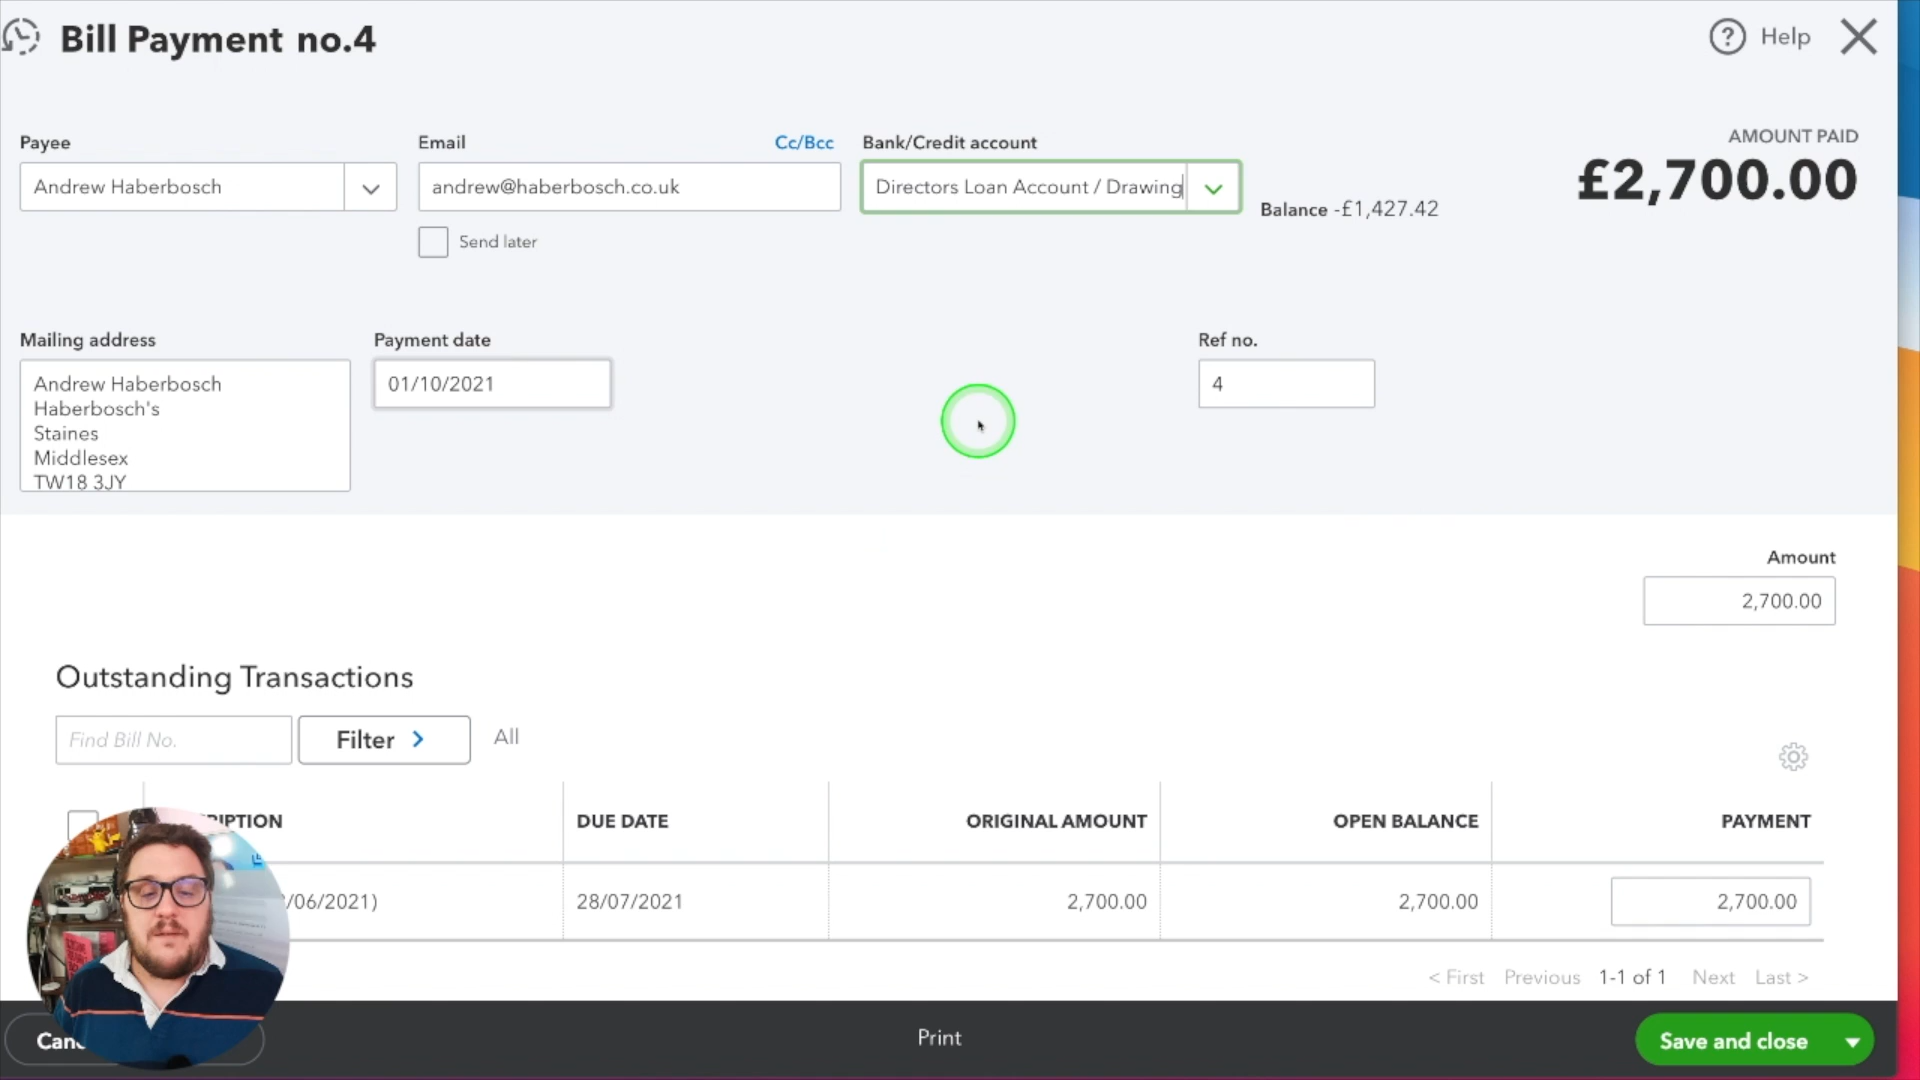 Bill Payment no.4
Help
Payee
Email
Cc/Bcc
Bank/Credit account
AMOUNT PAID
£2,700.00
Andrew Haberbosch
andrew@haberbosch.co.uk
Directors Loan Account / Drawing
Balance -£1,427.42
Send later
Mailing address
Payment date
Ref no.
Andrew Haberbosch
Haberbosch's
Staines
Middlesex
TW18 3JY
01/10/2021
4
Amount
2,700.00
Outstanding Transactions
Find Bill No.
Filter
All
DUE DATE
ORIGINAL AMOUNT
OPEN BALANCE
PAYMENT
/06/2021)
28/07/2021
2,700.00
2,700.00
2,700.00
< First Previous 1-1 of 1 Next Last >
Print
Save and close